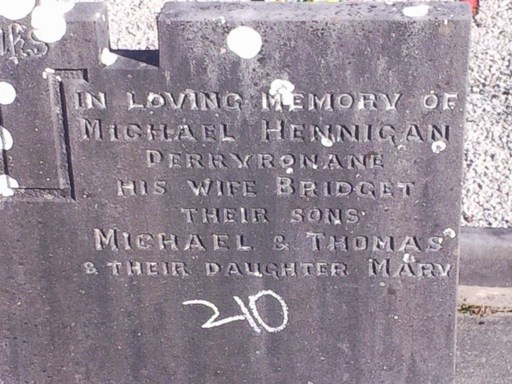 IN LOVING MEMORY OF
MICHAEL HENNIGAN
DERRYRONANE
HIS WIFE BRIDGET
THEIR SONS
MICHAEL & THOMAS
& THEIR DAUGHTER MARY
210